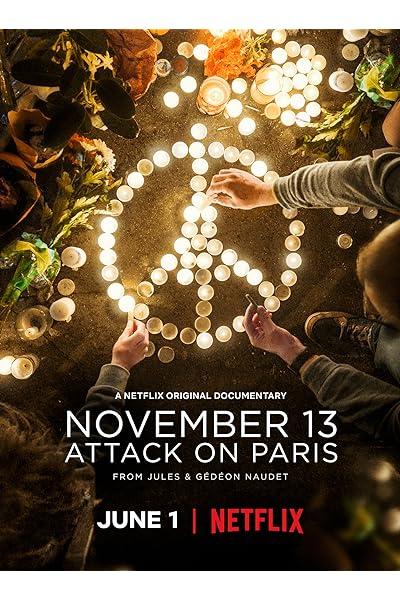 A NETFLIX ORIGINAL DOCUMENTARY
NOVEMBER 13
ATTACK ON PARIS
FROM JULES & GÉDÉON NAUDET
JUNE 1 | NETFLIX